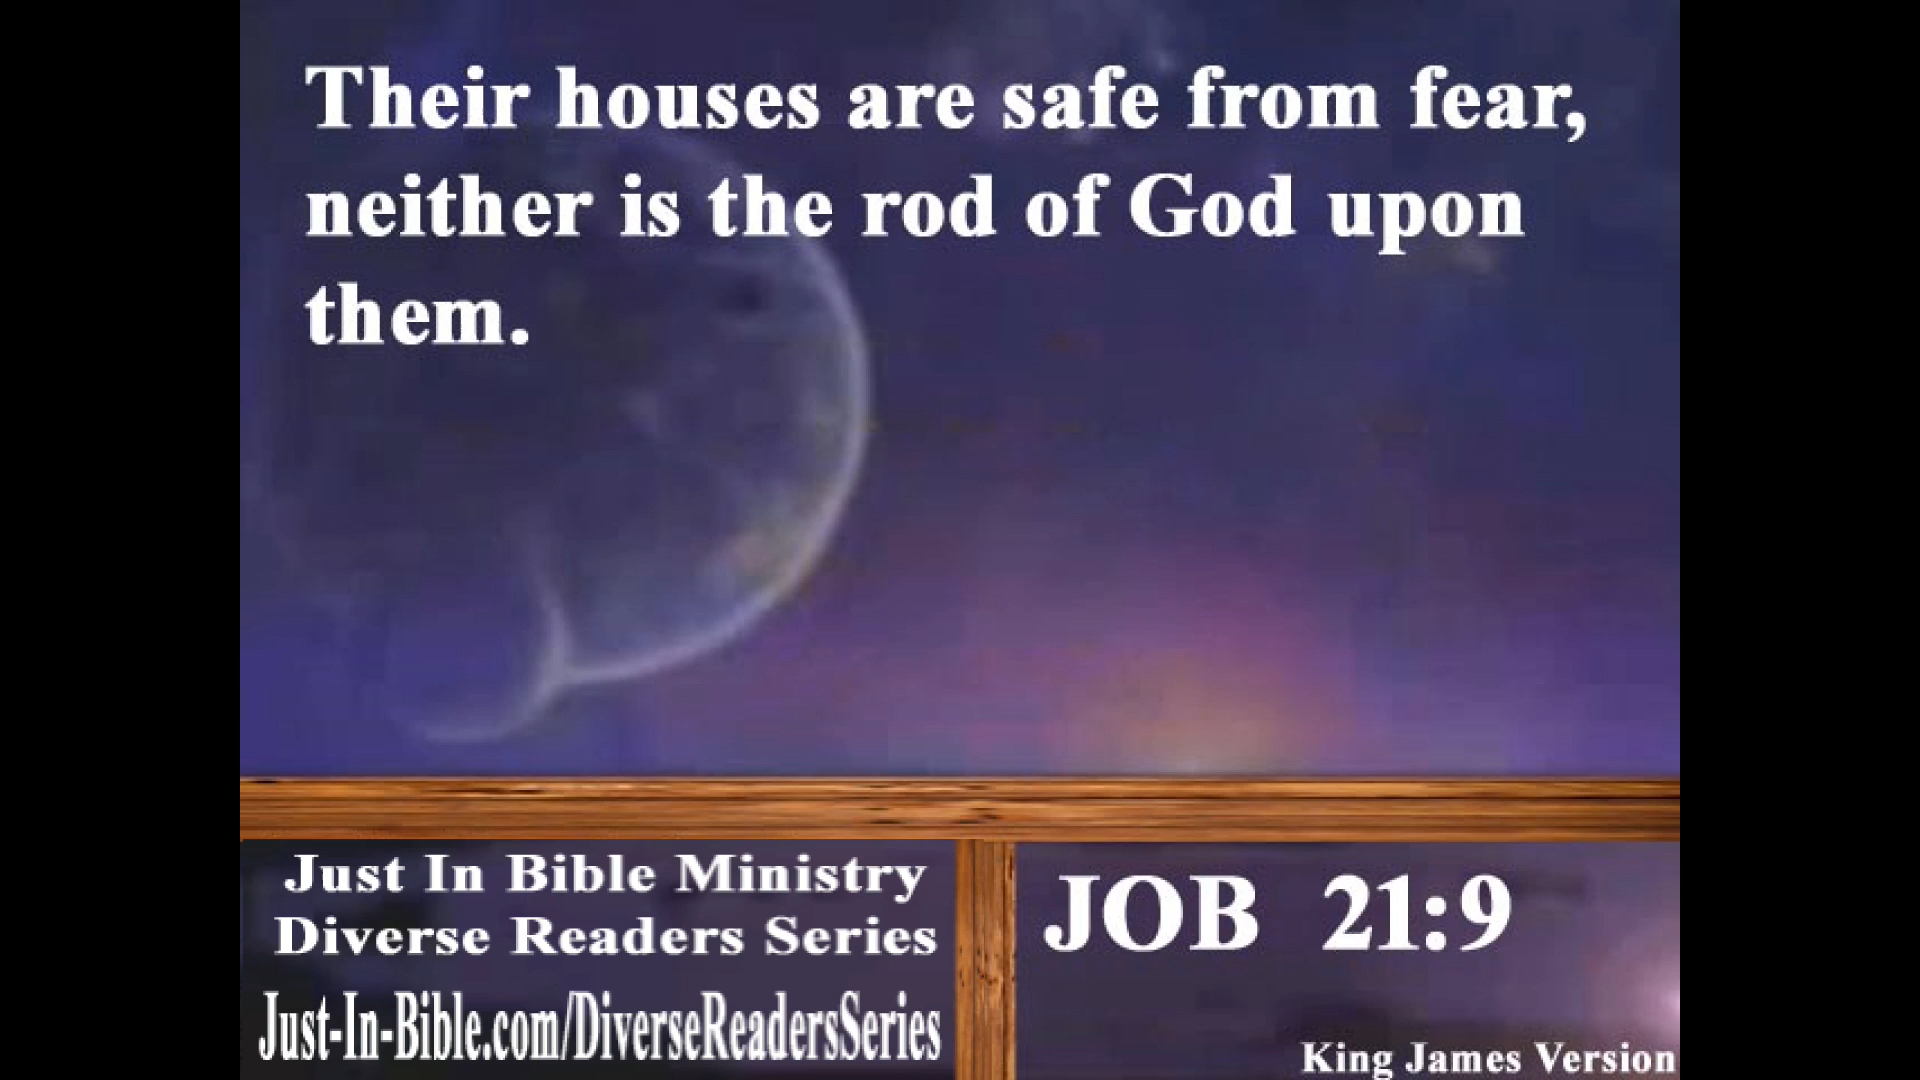 Their houses are safe from fear,
neither is the rod of God upon
them.
Just In Bible Ministry
Diverse Readers Series
Just-In-Bible.com/DiverseReadersSeries
JOB 21:9
King James Version